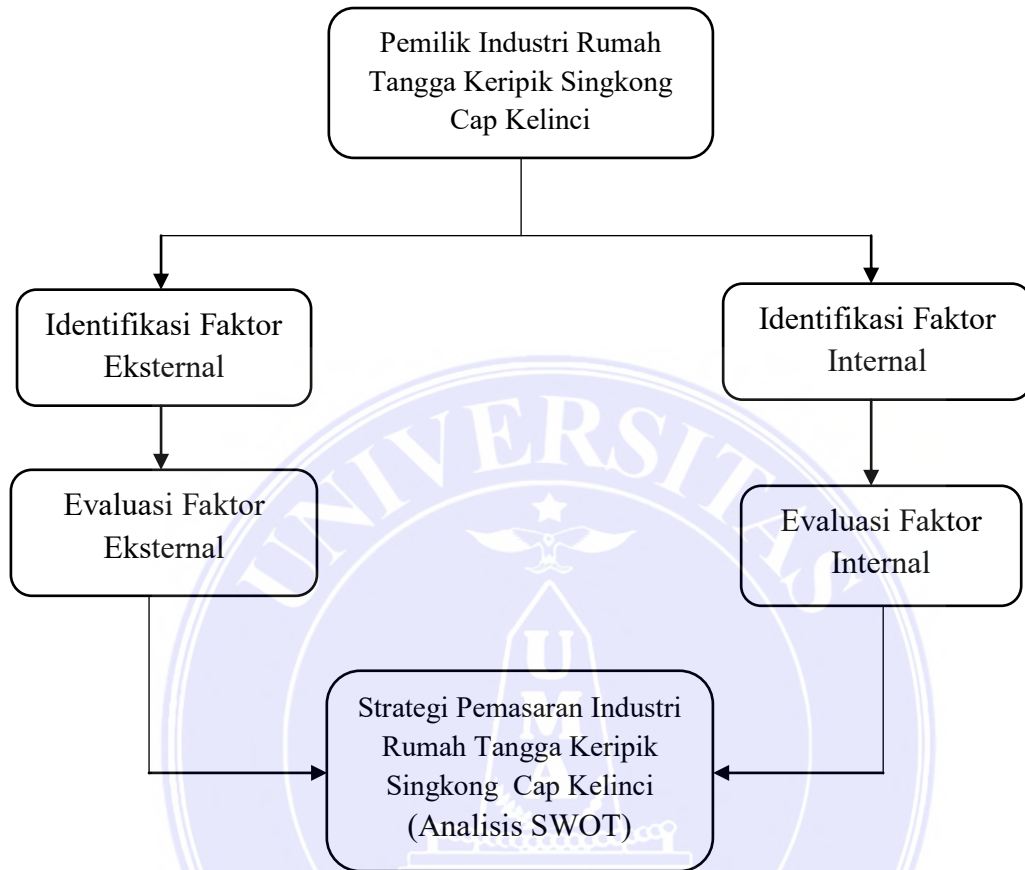 Pemilik Industri Rumah
Tangga Keripik Singkong
Cap Kelinci
Identifikasi Faktor
Eksternal
Identifikasi Faktor
Internal
Evaluasi Faktor
Eksternal
Evaluasi Faktor
Internal
Strategi Pemasaran Industri
Rumah Tangga Keripik
Singkong Cap Kelinci
(Analisis SWOT)
UNIVERSITAS
U
M
A